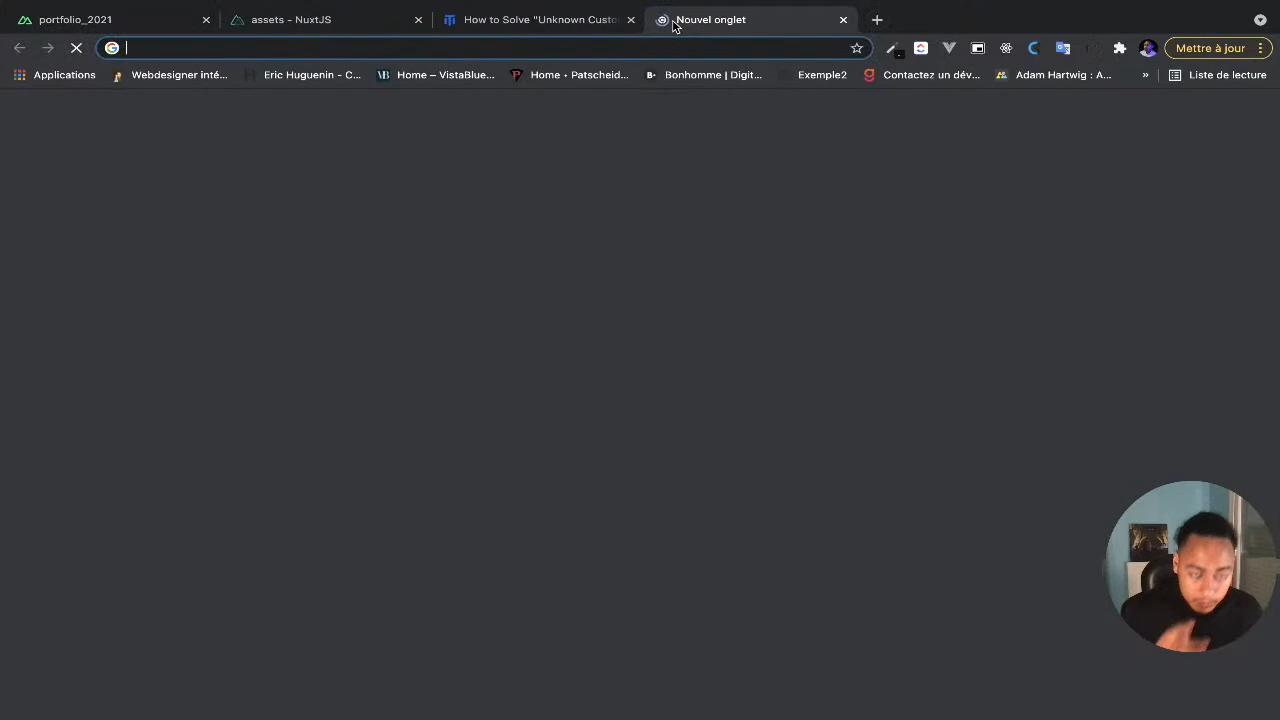 portfolio_2021
assets - NuxtJS
How to Solve "Unknown Custo
Nouvel onglet
Mettre à jour
Applications
Webdesigner inté...
Eric Huguenin - C...
Home – VistaBlue...
Home • Patscheid...
Bonhomme | Digit...
Exemple2
Contactez un dév...
Adam Hartwig : A...
»
Liste de lecture